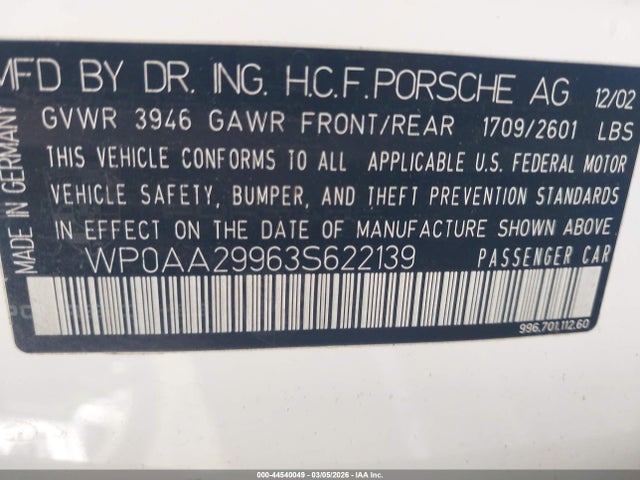 MFD BY DR. ING. H.C.F. PORSCHE AG 12/02
GVWR 3946 GAWR FRONT/REAR 1709/2601 LBS
THIS VEHICLE CONFORMS TO ALL APPLICABLE U.S. FEDERAL MOTOR
VEHICLE SAFETY, BUMPER, AND THEFT PREVENTION STANDARDS
IN EFFECT ON THE DATE OF MANUFACTURE SHOWN ABOVE
WP0AA29963S622139 PASSENGER CAR
MADE IN GERMANY
996.701.112.60
000-44540049 - 03/05/2026 - IAA Inc.